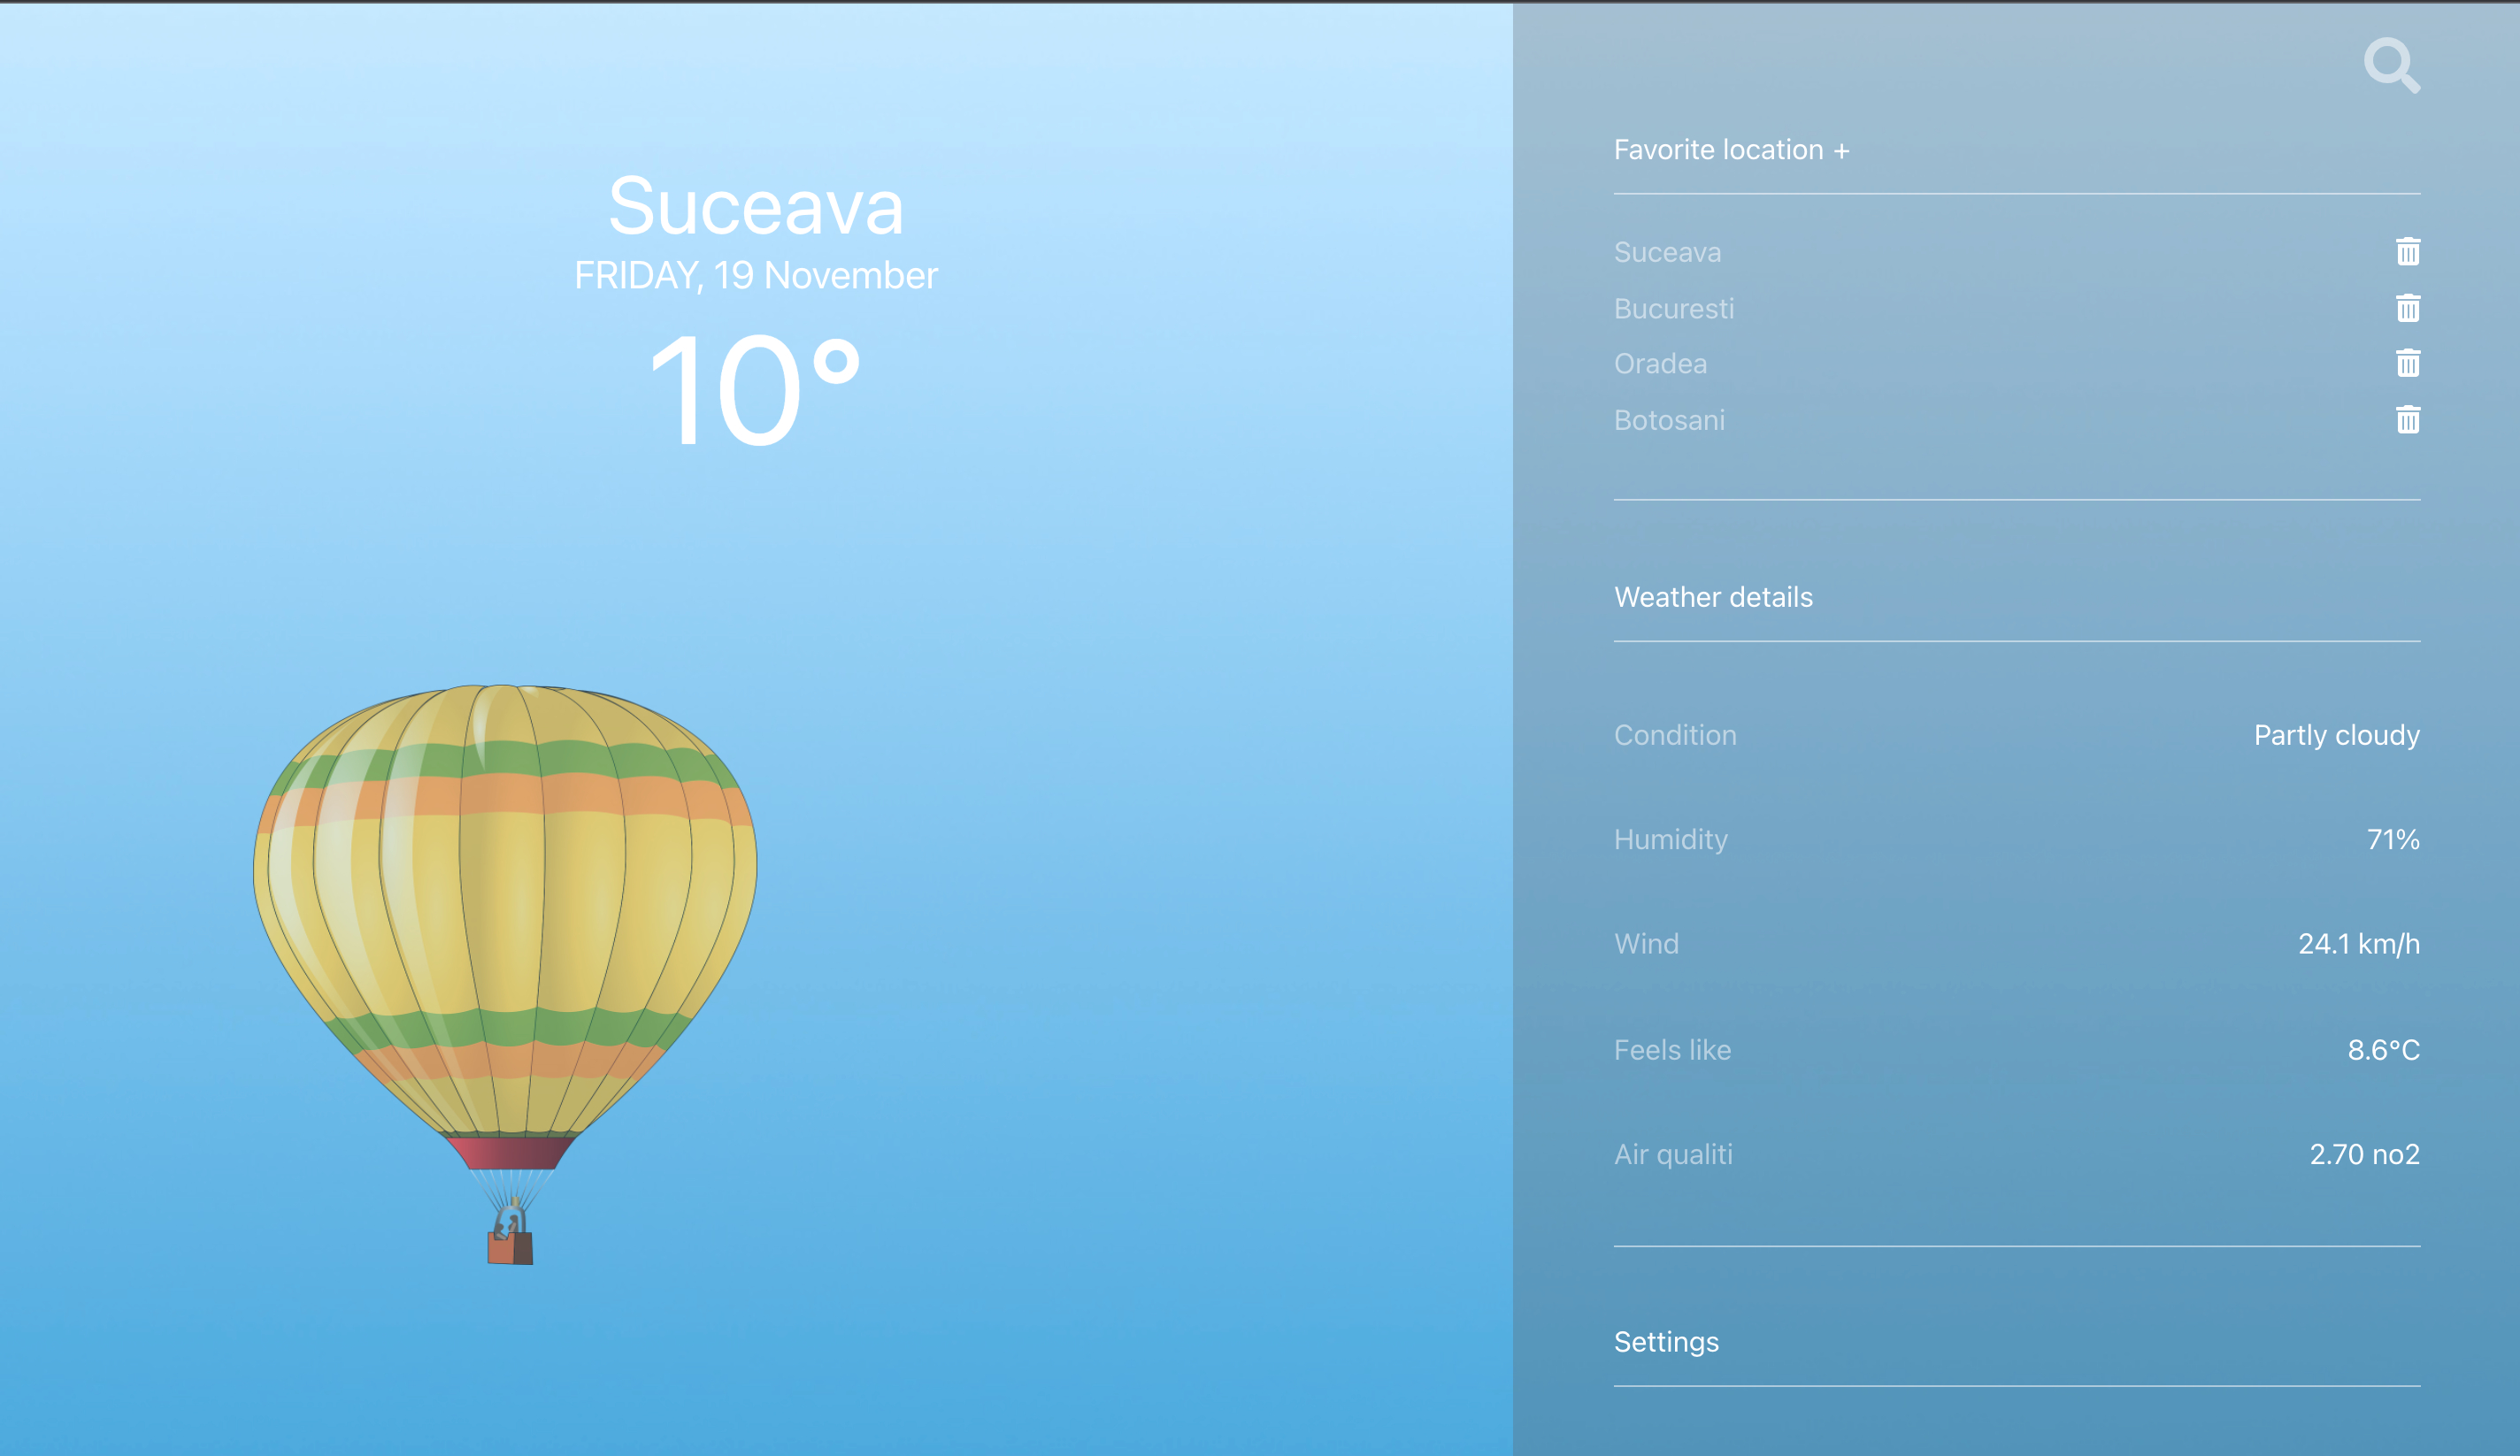 Suceava
FRIDAY, 19 November
10°
Favorite location +
Suceava
Bucuresti
Oradea
Botosani
Weather details
Condition Partly cloudy
Humidity 71%
Wind 24.1 km/h
Feels like 8.6°C
Air qualiti 2.70 no2
Settings